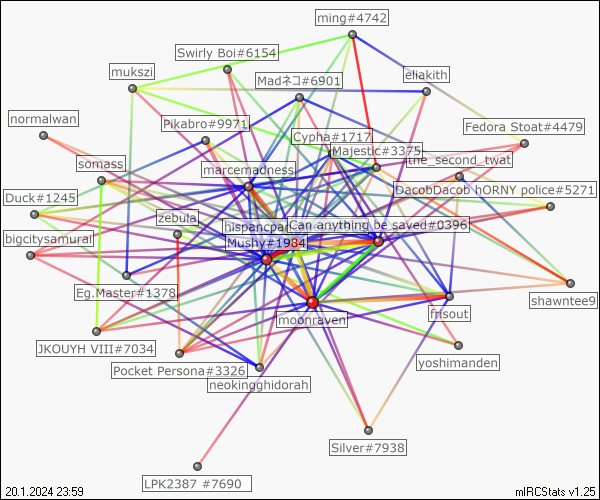 ming#4742
Swirly Boi#6154
mukszi
Madネコ#6901
eliakith
normalwan
Pikabro#9971
Cypha#1717
Fedora Stoat#4479
Majestic#3375
the_second_twat
somass
marcemadness
Duck#1245
DacobDacob hORNY police#5271
zebula
hispancpa
Can anything be saved#0396
bigcitysamurai
Mushy#1984
Eg.Master#1378
shawntee9
moonraven
frisout
JKOUYH VIII#7034
yoshimanden
Pocket Persona#3326
neokingghidorah
Silver#7938
LPK2387 #7690
20.1.2024 23:59
mIRCStats v1.25